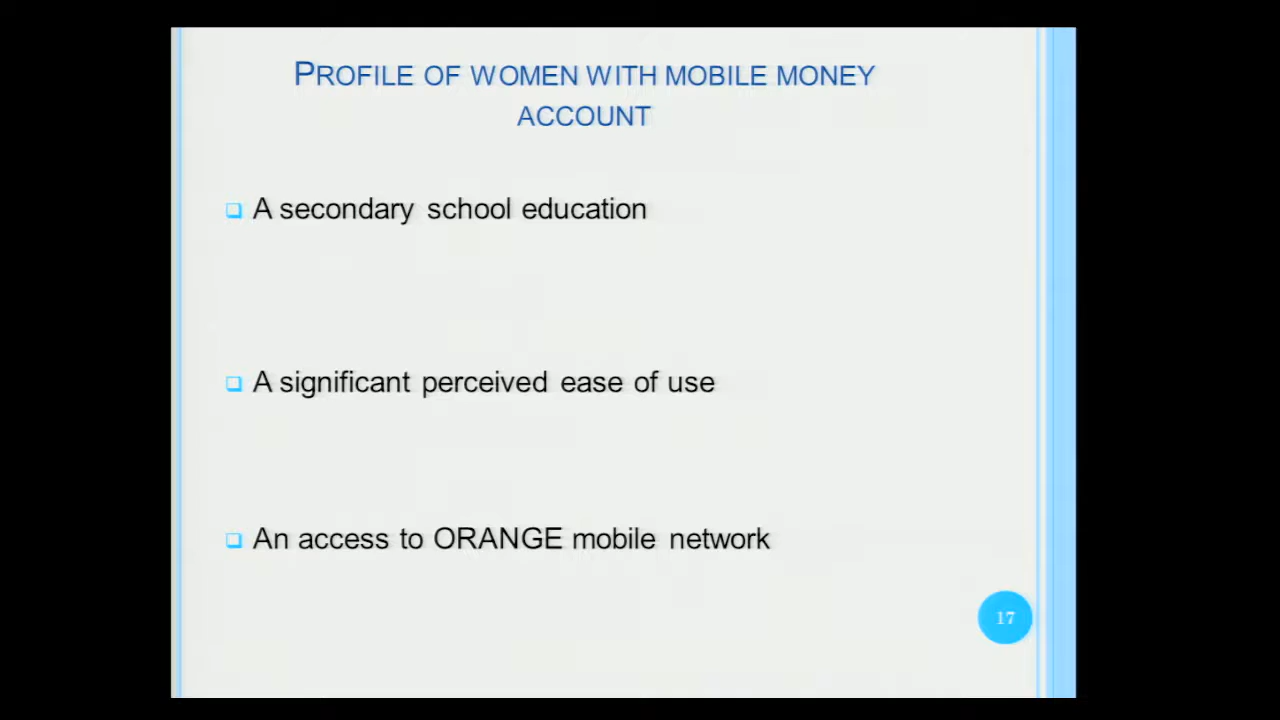 PROFILE OF WOMEN WITH MOBILE MONEY
ACCOUNT
A secondary school education
A significant perceived ease of use
An access to ORANGE mobile network
17